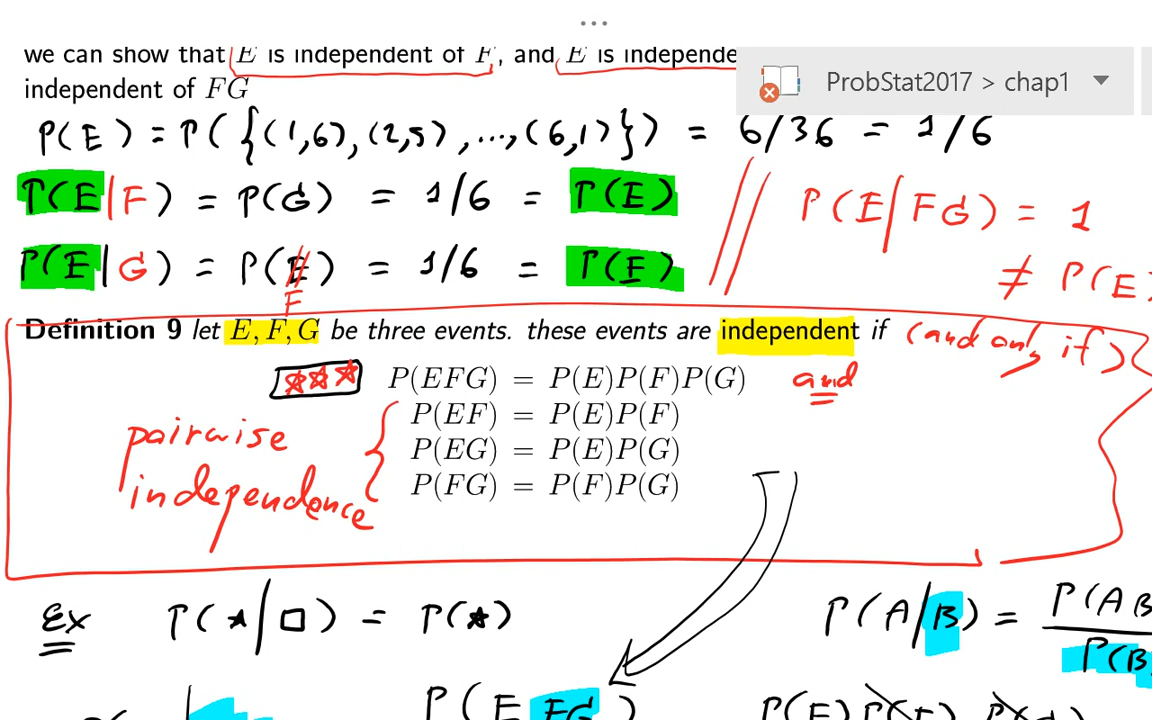 we can show that E is independent of F, and E is independe
ProbStat2017 > chap1
independent of FG
P(E) = P({(1,6),(2,5),...,(6,1)}) = 6/36 = 1/6
P(E|F) = P(G) = 1/6 = P(E)
P(E|FG) = 1
P(E|G) = P(E) = 1/6 = P(E)
F
≠ P(E)
Definition 9 let E, F, G be three events. these events are independent if (and only if)
*** P(EFG) = P(E)P(F)P(G) and
pairwise independence
P(EF) = P(E)P(F)
P(EG) = P(E)P(G)
P(FG) = P(F)P(G)
Ex P(★|□) = P(★)
P(A|B) = P(AB
P(B
P(E FG)
P(E)P(F)